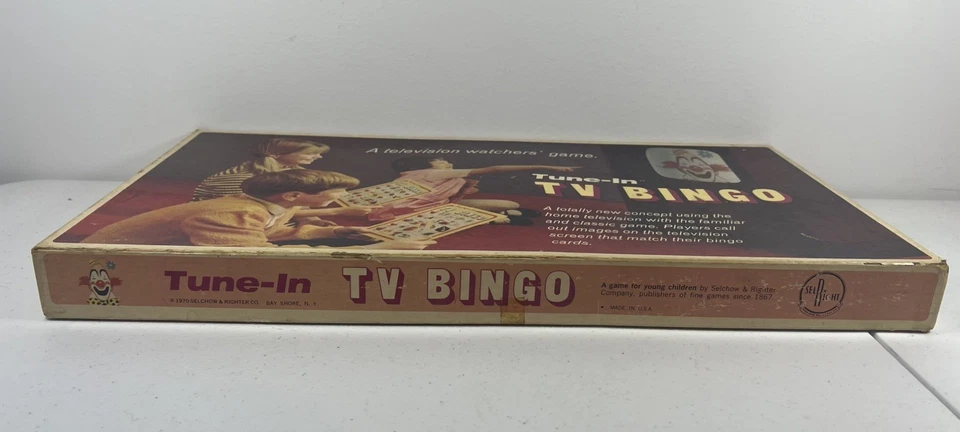 A television watchers' game.
Tune-In
TV BINGO
A totally new concept using the
home television with the familiar
and classic game. Players call
out images on the television
screen that match their bingo
cards.
Tune-In TV BINGO
© 1970 SELCHOW & RIGHTER CO. BAY SHORE, N. Y.
A game for young children by Selchow & Righter
Company, publishers of fine games since 1867.
MADE IN U.S.A.
SELRIGHT